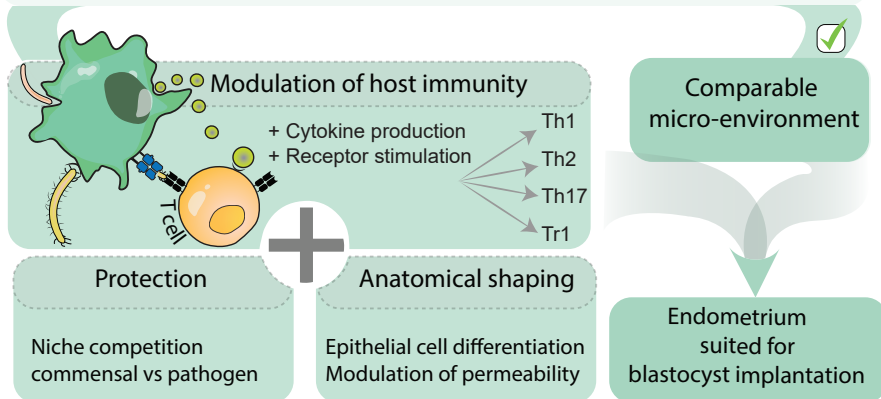 Modulation of host immunity
+ Cytokine production
+ Receptor stimulation
Th1
Th2
Th17
Tr1
T cell
Protection
Niche competition
commensal vs pathogen
Anatomical shaping
Epithelial cell differentiation
Modulation of permeability
Comparable
micro-environment
Endometrium
suited for
blastocyst implantation